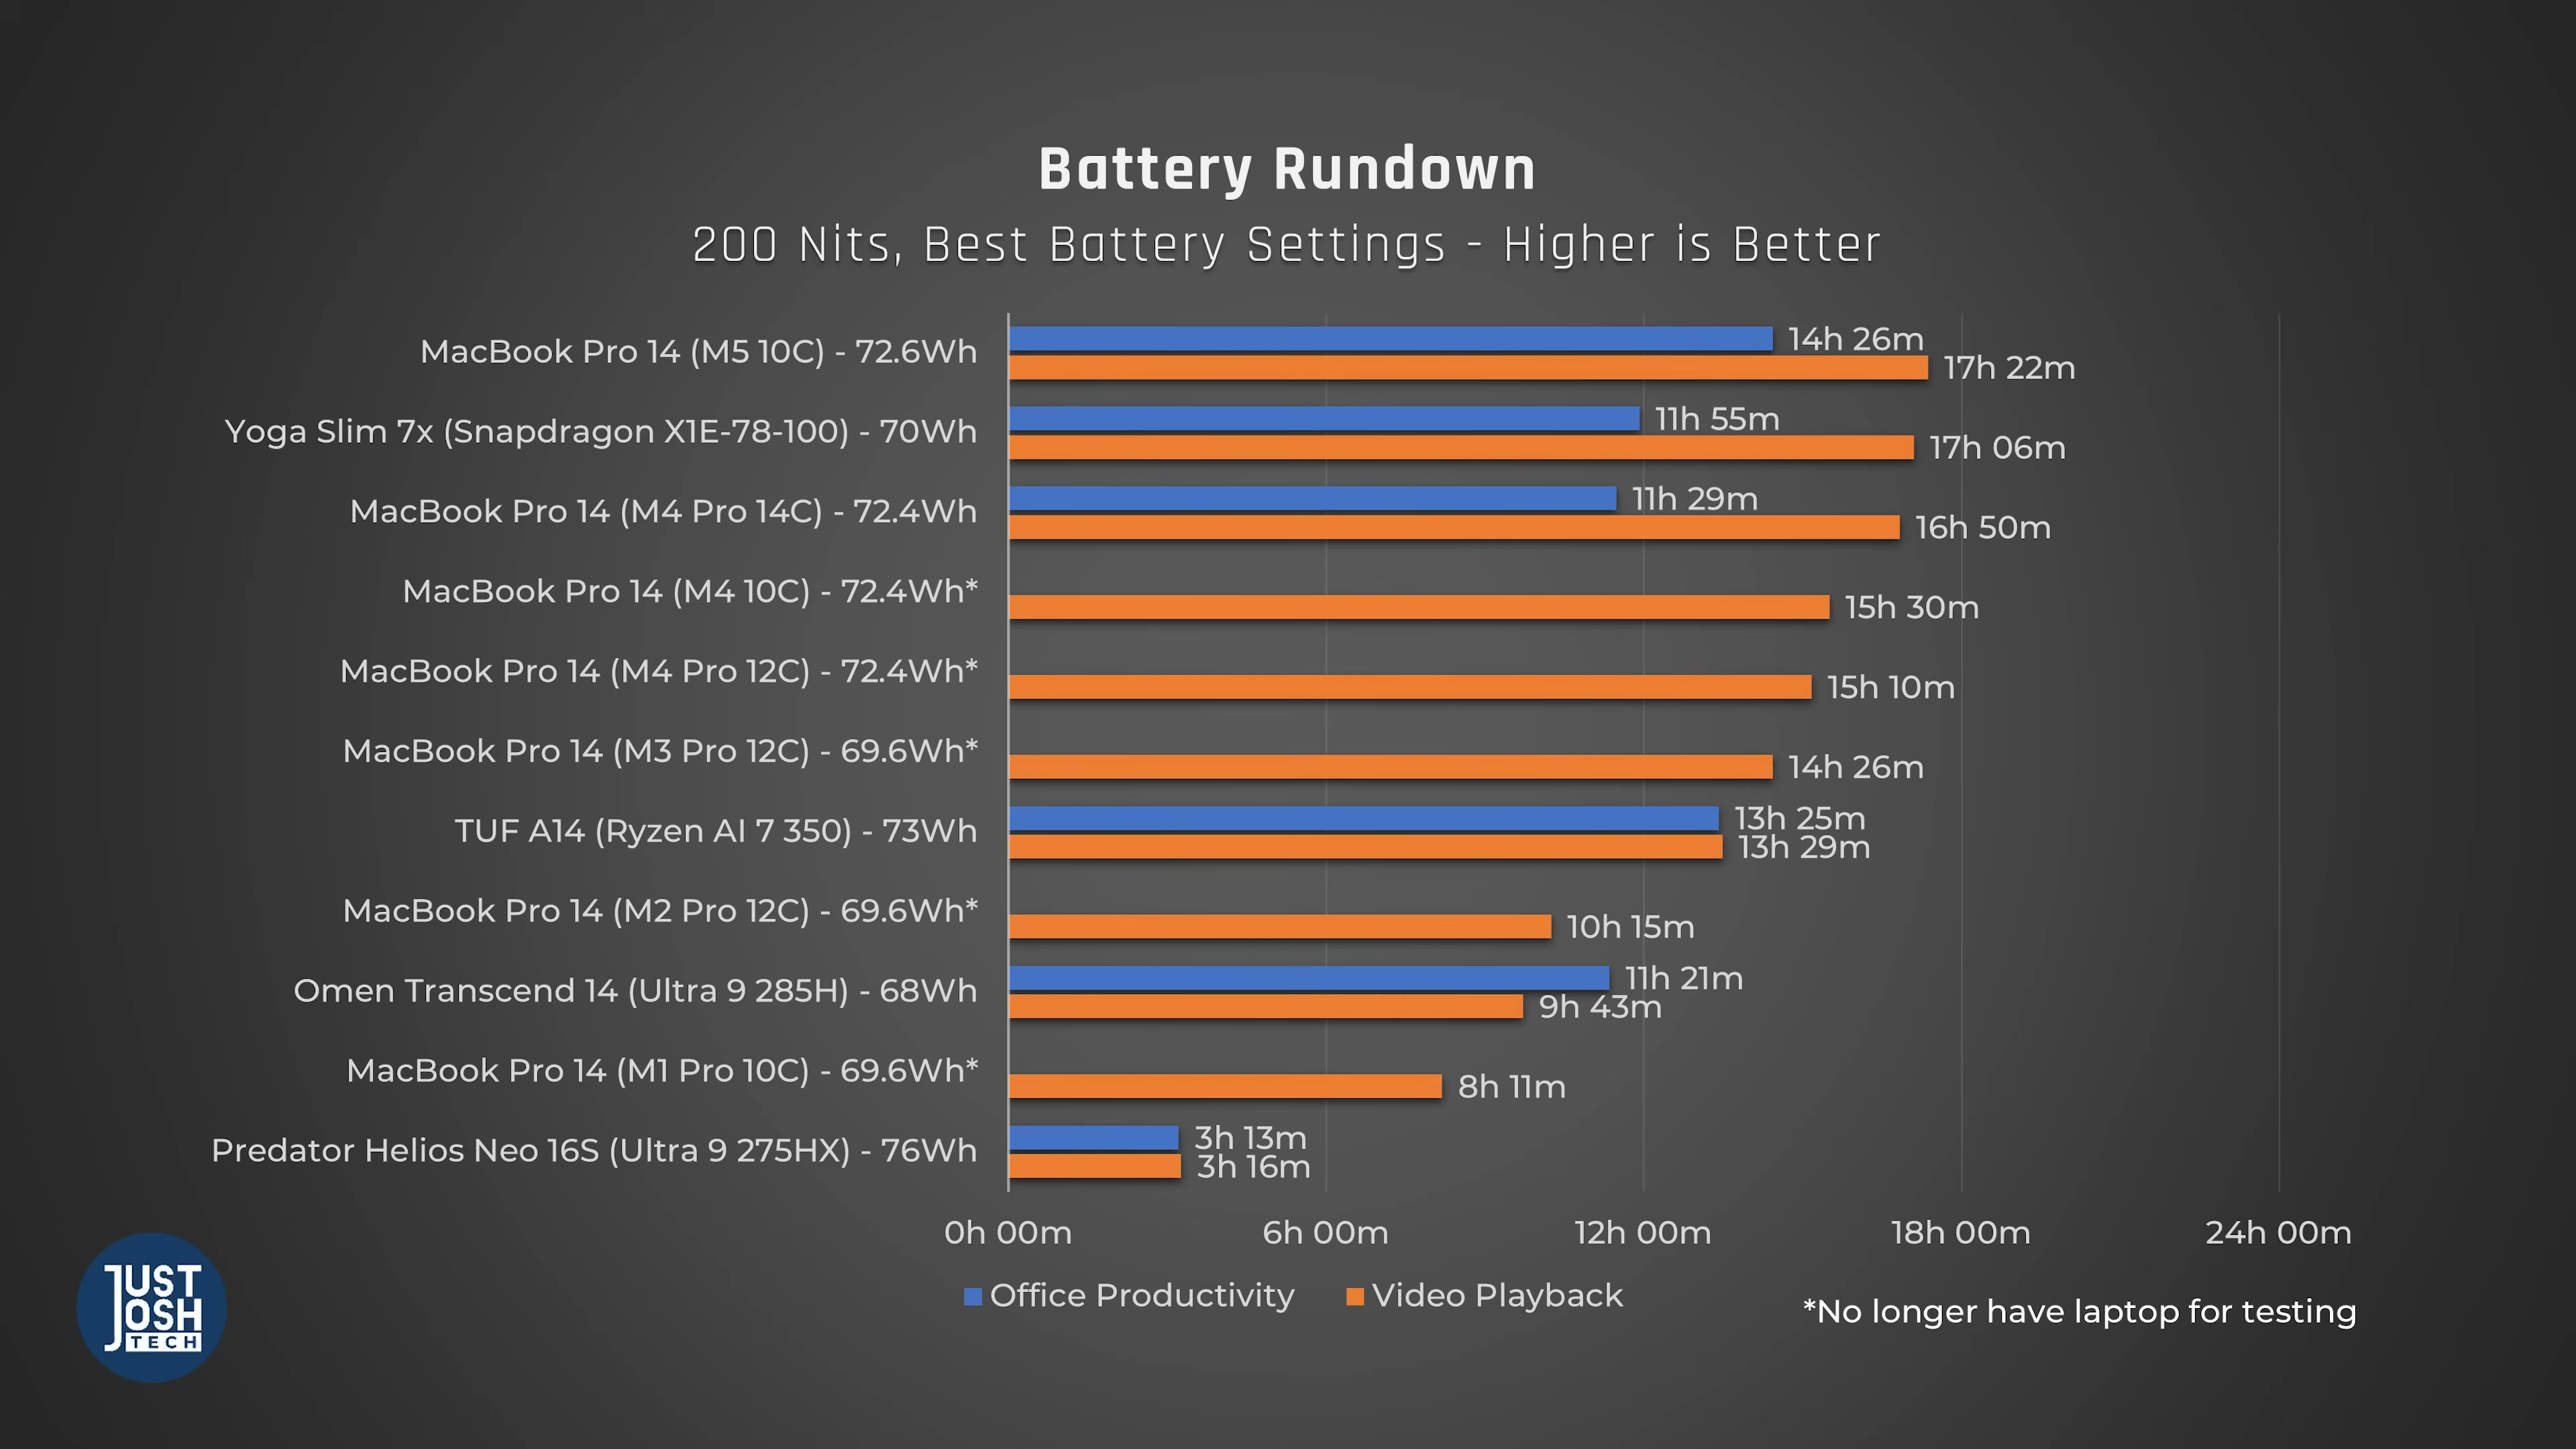 Battery Rundown
200 Nits, Best Battery Settings - Higher is Better
MacBook Pro 14 (M5 10C) - 72.6Wh
14h 26m
17h 22m
Yoga Slim 7x (Snapdragon X1E-78-100) - 70Wh
11h 55m
17h 06m
MacBook Pro 14 (M4 Pro 14C) - 72.4Wh
11h 29m
16h 50m
MacBook Pro 14 (M4 10C) - 72.4Wh*
15h 30m
MacBook Pro 14 (M4 Pro 12C) - 72.4Wh*
15h 10m
MacBook Pro 14 (M3 Pro 12C) - 69.6Wh*
14h 26m
TUF A14 (Ryzen AI 7 350) - 73Wh
13h 25m
13h 29m
MacBook Pro 14 (M2 Pro 12C) - 69.6Wh*
10h 15m
Omen Transcend 14 (Ultra 9 285H) - 68Wh
11h 21m
9h 43m
MacBook Pro 14 (M1 Pro 10C) - 69.6Wh*
8h 11m
Predator Helios Neo 16S (Ultra 9 275HX) - 76Wh
3h 13m
3h 16m
0h 00m 6h 00m 12h 00m 18h 00m 24h 00m
Office Productivity Video Playback
*No longer have laptop for testing
JUST
JOSH
TECH